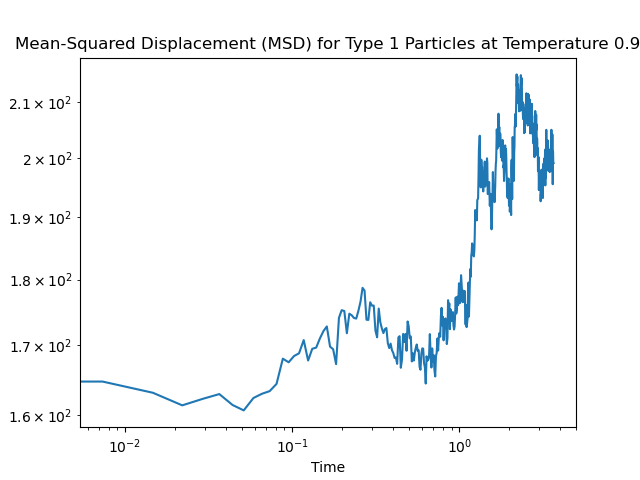 Mean-Squared Displacement (MSD) for Type 1 Particles at Temperature 0.9
2.1 × 10²
2 × 10²
1.9 × 10²
1.8 × 10²
1.7 × 10²
1.6 × 10²
10⁻² 10⁻¹ 10⁰
Time